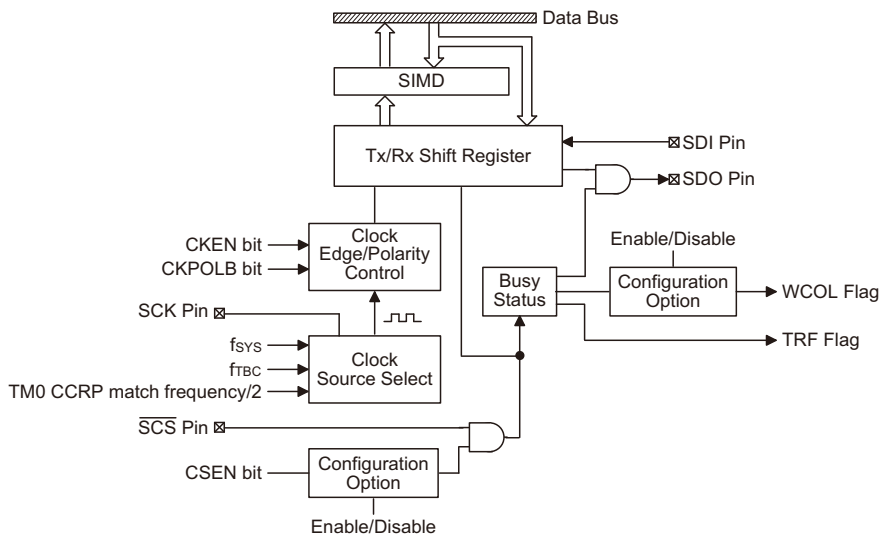 Data Bus
SIMD
Tx/Rx Shift Register
SDI Pin
SDO Pin
CKEN bit
CKPOLB bit
Clock
Edge/Polarity
Control
Enable/Disable
Busy
Status
Configuration
Option
WCOL Flag
TRF Flag
SCK Pin
fSYS
fTBC
TM0 CCRP match frequency/2
Clock
Source Select
SCS Pin
CSEN bit
Configuration
Option
Enable/Disable